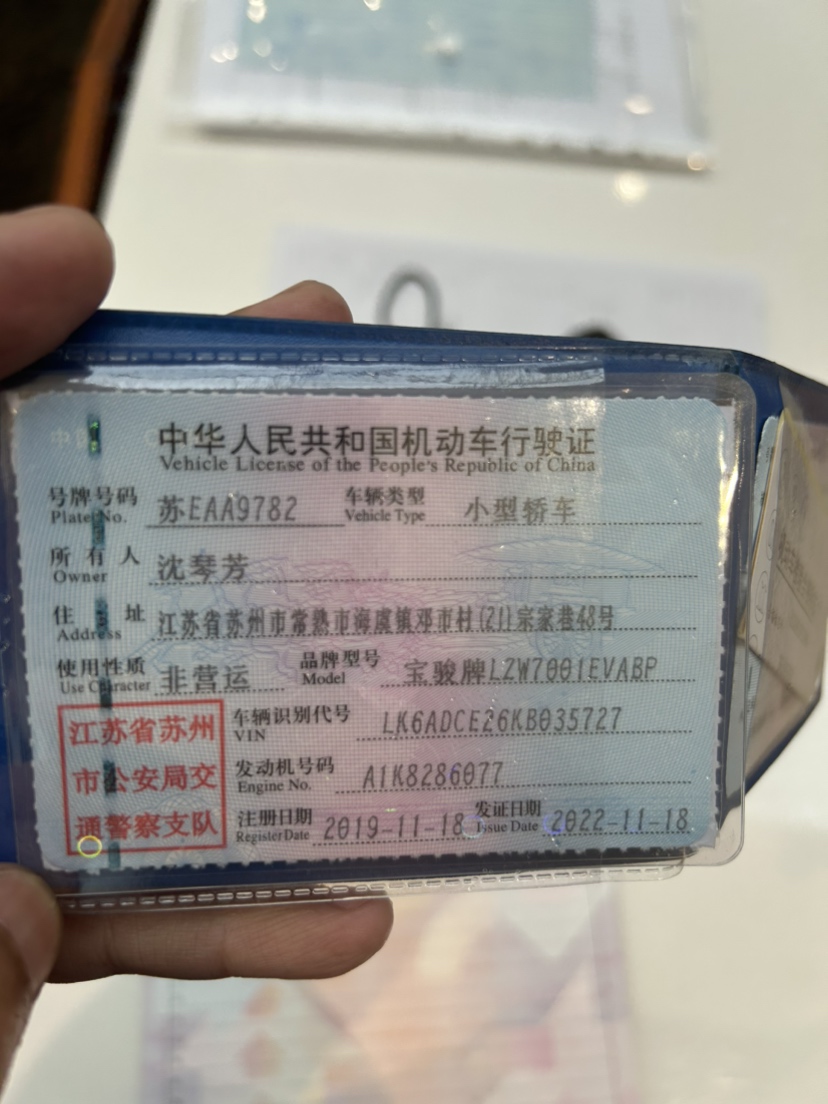 中华人民共和国机动车行驶证
Vehicle License of the People's Republic of China
号牌号码 苏EAA9782 车辆类型 小型轿车
Plate No. Vehicle Type
所有人 沈琴芳
Owner
住址 江苏省苏州市常熟市海虞镇邓市村(21)宗家巷48号
Address
使用性质 非营运 品牌型号 宝骏牌LZW7001EVABP
Use Character Model
江苏省苏州 车辆识别代号 LK6ADCE26KB035727
VIN
市公安局交 发动机号码 A1K8286077
Engine No.
通警察支队 注册日期 2019-11-18 发证日期 2022-11-18
Register Date Issue Date